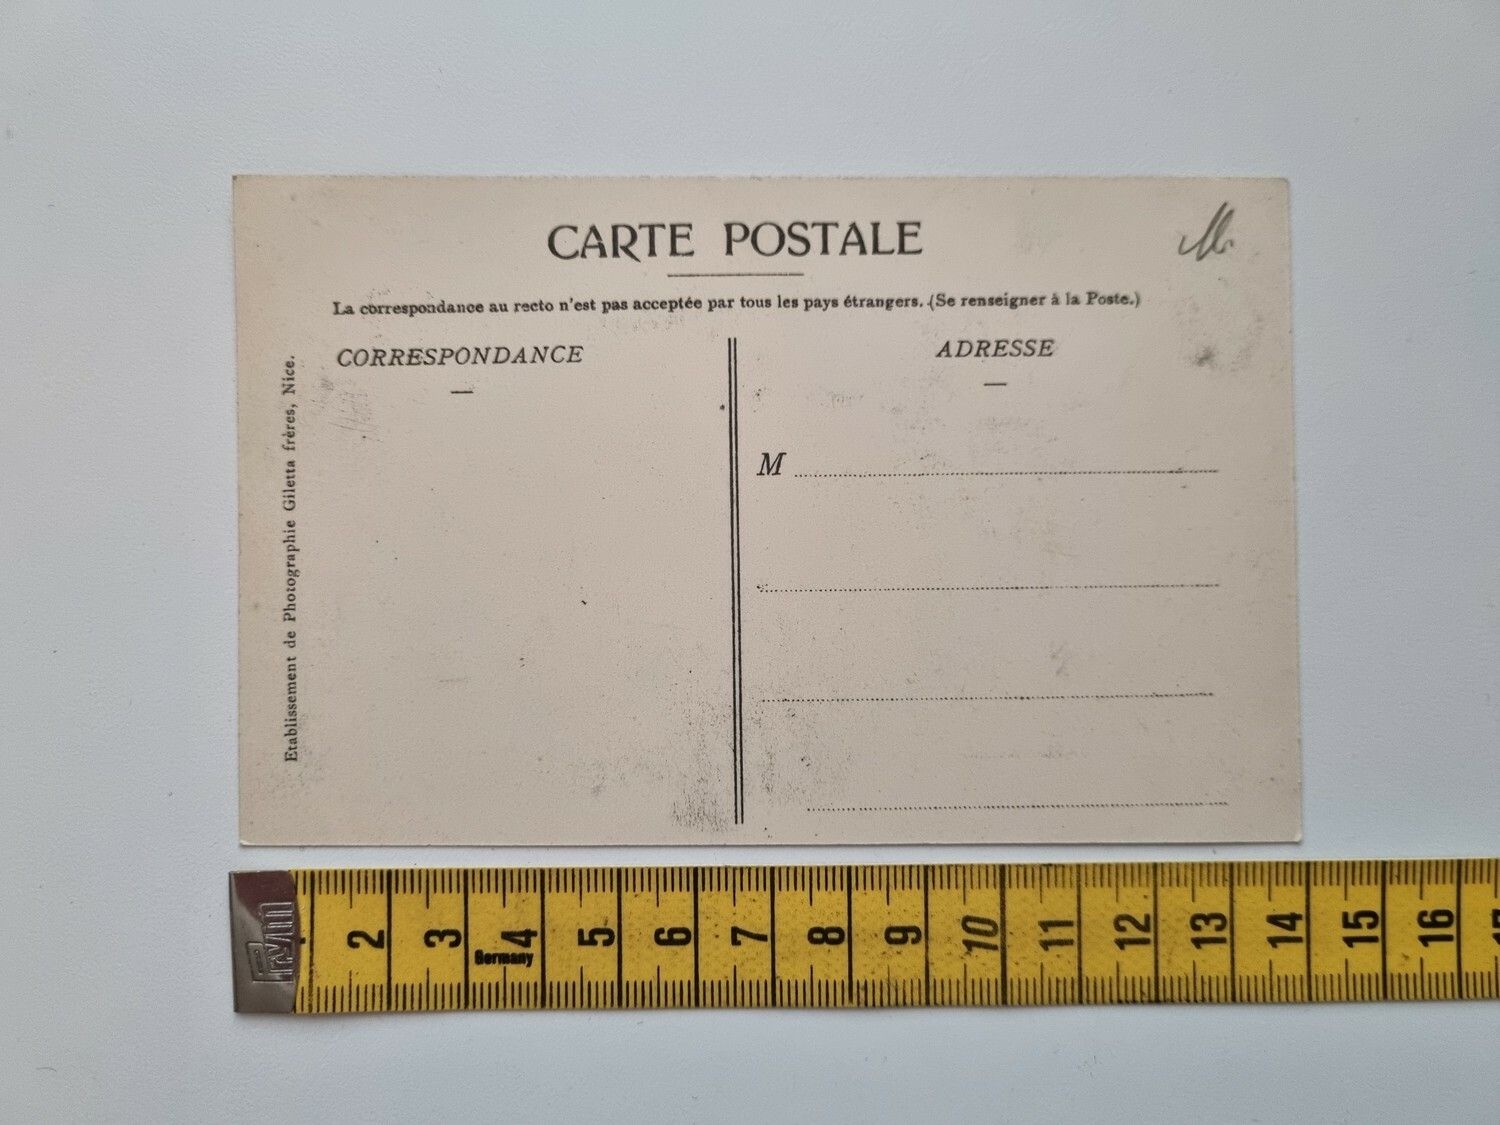 CARTE POSTALE
La correspondance au recto n'est pas acceptée par tous les pays étrangers. (Se renseigner à la Poste.)
CORRESPONDANCE
ADRESSE
M
Etablissement de Photographie Giletta frères, Nice.
Prym
2 3 4 5 6 7 8 9 10 11 12 13 14 15 16 17
Germany